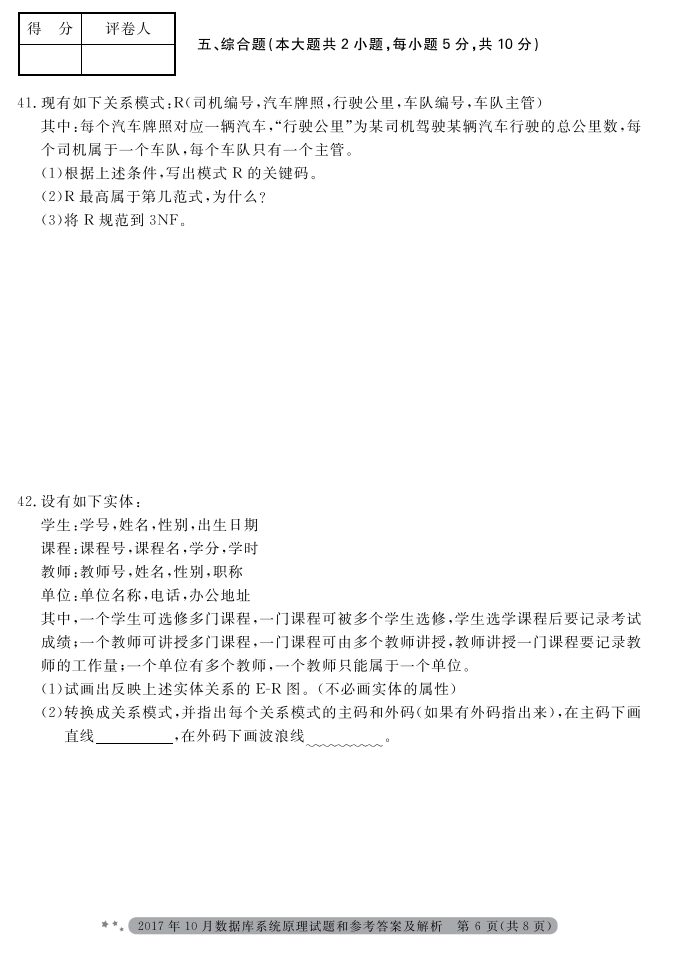 得 分 评卷人
五、综合题(本大题共 2 小题,每小题 5 分,共 10 分)
41. 现有如下关系模式:R(司机编号,汽车牌照,行驶公里,车队编号,车队主管)
其中:每个汽车牌照对应一辆汽车,“行驶公里”为某司机驾驶某辆汽车行驶的总公里数,每
个司机属于一个车队,每个车队只有一个主管。
(1)根据上述条件,写出模式 R 的关键码。
(2)R 最高属于第几范式,为什么?
(3)将 R 规范到 3NF。
42. 设有如下实体:
学生:学号,姓名,性别,出生日期
课程:课程号,课程名,学分,学时
教师:教师号,姓名,性别,职称
单位:单位名称,电话,办公地址
其中,一个学生可选修多门课程,一门课程可被多个学生选修,学生选学课程后要记录考试
成绩;一个教师可讲授多门课程,一门课程可由多个教师讲授,教师讲授一门课程要记录教
师的工作量;一个单位有多个教师,一个教师只能属于一个单位。
(1)试画出反映上述实体关系的 E-R 图。(不必画实体的属性)
(2)转换成关系模式,并指出每个关系模式的主码和外码(如果有外码指出来),在主码下画
直线__________,在外码下画波浪线﹏﹏﹏﹏﹏。
2017 年 10 月数据库系统原理试题和参考答案及解析 第 6 页(共 8 页)